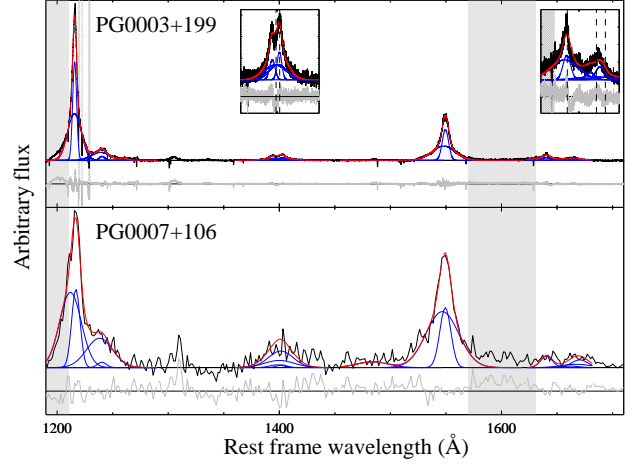 PG0003+199
PG0007+106
Arbitrary flux
1200
1400
1600
Rest frame wavelength (Å)